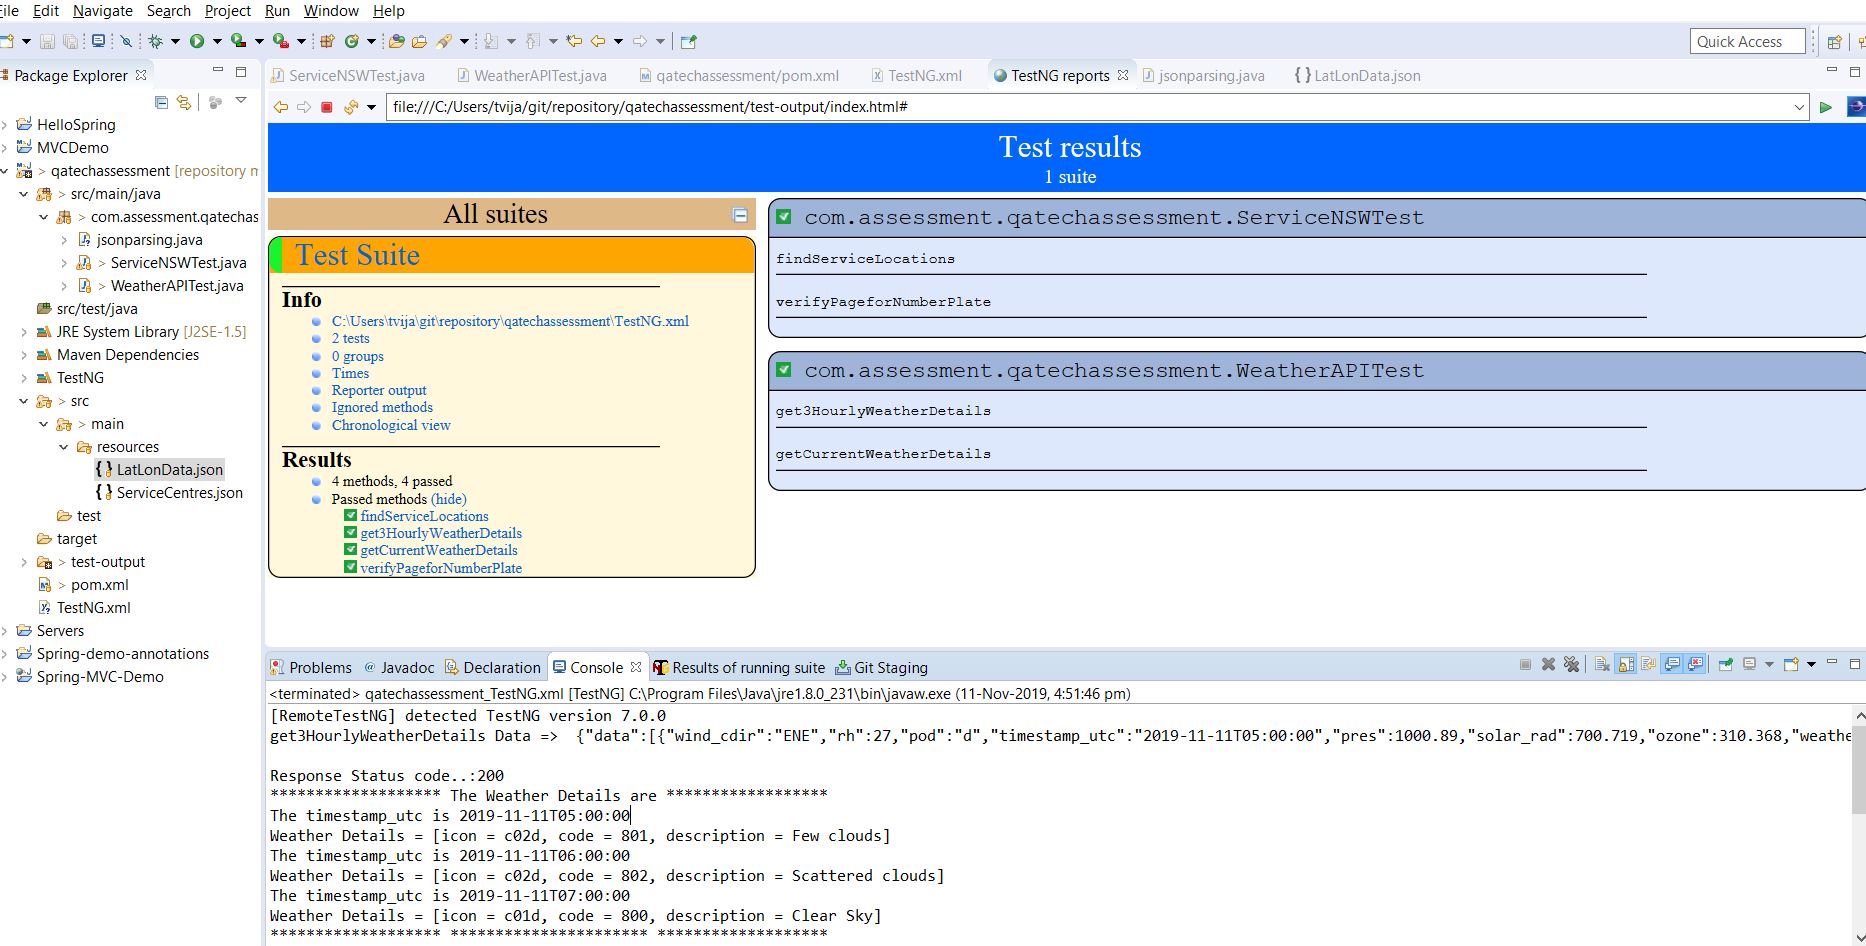 File Edit Navigate Search Project Run Window Help
Quick Access
Package Explorer
ServiceNSWTest.java WeatherAPITest.java qatechassessment/pom.xml TestNG.xml TestNG reports jsonparsing.java LatLonData.json
file:///C:/Users/tvija/git/repository/qatechassessment/test-output/index.html#
HelloSpring
MVCDemo
> qatechassessment [repository m
> src/main/java
> com.assessment.qatechas
jsonparsing.java
> ServiceNSWTest.java
> WeatherAPITest.java
src/test/java
JRE System Library [J2SE-1.5]
Maven Dependencies
TestNG
> src
> main
resources
LatLonData.json
ServiceCentres.json
test
target
> test-output
> pom.xml
TestNG.xml
Servers
Spring-demo-annotations
Spring-MVC-Demo
Test results
1 suite
All suites
Test Suite
Info
C:\Users\tvija\git\repository\qatechassessment\TestNG.xml
2 tests
0 groups
Times
Reporter output
Ignored methods
Chronological view
Results
4 methods, 4 passed
Passed methods (hide)
findServiceLocations
get3HourlyWeatherDetails
getCurrentWeatherDetails
verifyPageforNumberPlate
com.assessment.qatechassessment.ServiceNSWTest
findServiceLocations
verifyPageforNumberPlate
com.assessment.qatechassessment.WeatherAPITest
get3HourlyWeatherDetails
getCurrentWeatherDetails
Problems @ Javadoc Declaration Console Results of running suite Git Staging
<terminated> qatechassessment_TestNG.xml [TestNG] C:\Program Files\Java\jre1.8.0_231\bin\javaw.exe (11-Nov-2019, 4:51:46 pm)
[RemoteTestNG] detected TestNG version 7.0.0
get3HourlyWeatherDetails Data => {"data":[{"wind_cdir":"ENE","rh":27,"pod":"d","timestamp_utc":"2019-11-11T05:00:00","pres":1000.89,"solar_rad":700.719,"ozone":310.368,"weathe
Response Status code..:200
******************* The Weather Details are ******************
The timestamp_utc is 2019-11-11T05:00:00
Weather Details = [icon = c02d, code = 801, description = Few clouds]
The timestamp_utc is 2019-11-11T06:00:00
Weather Details = [icon = c02d, code = 802, description = Scattered clouds]
The timestamp_utc is 2019-11-11T07:00:00
Weather Details = [icon = c01d, code = 800, description = Clear Sky]
******************* ********************** *******************